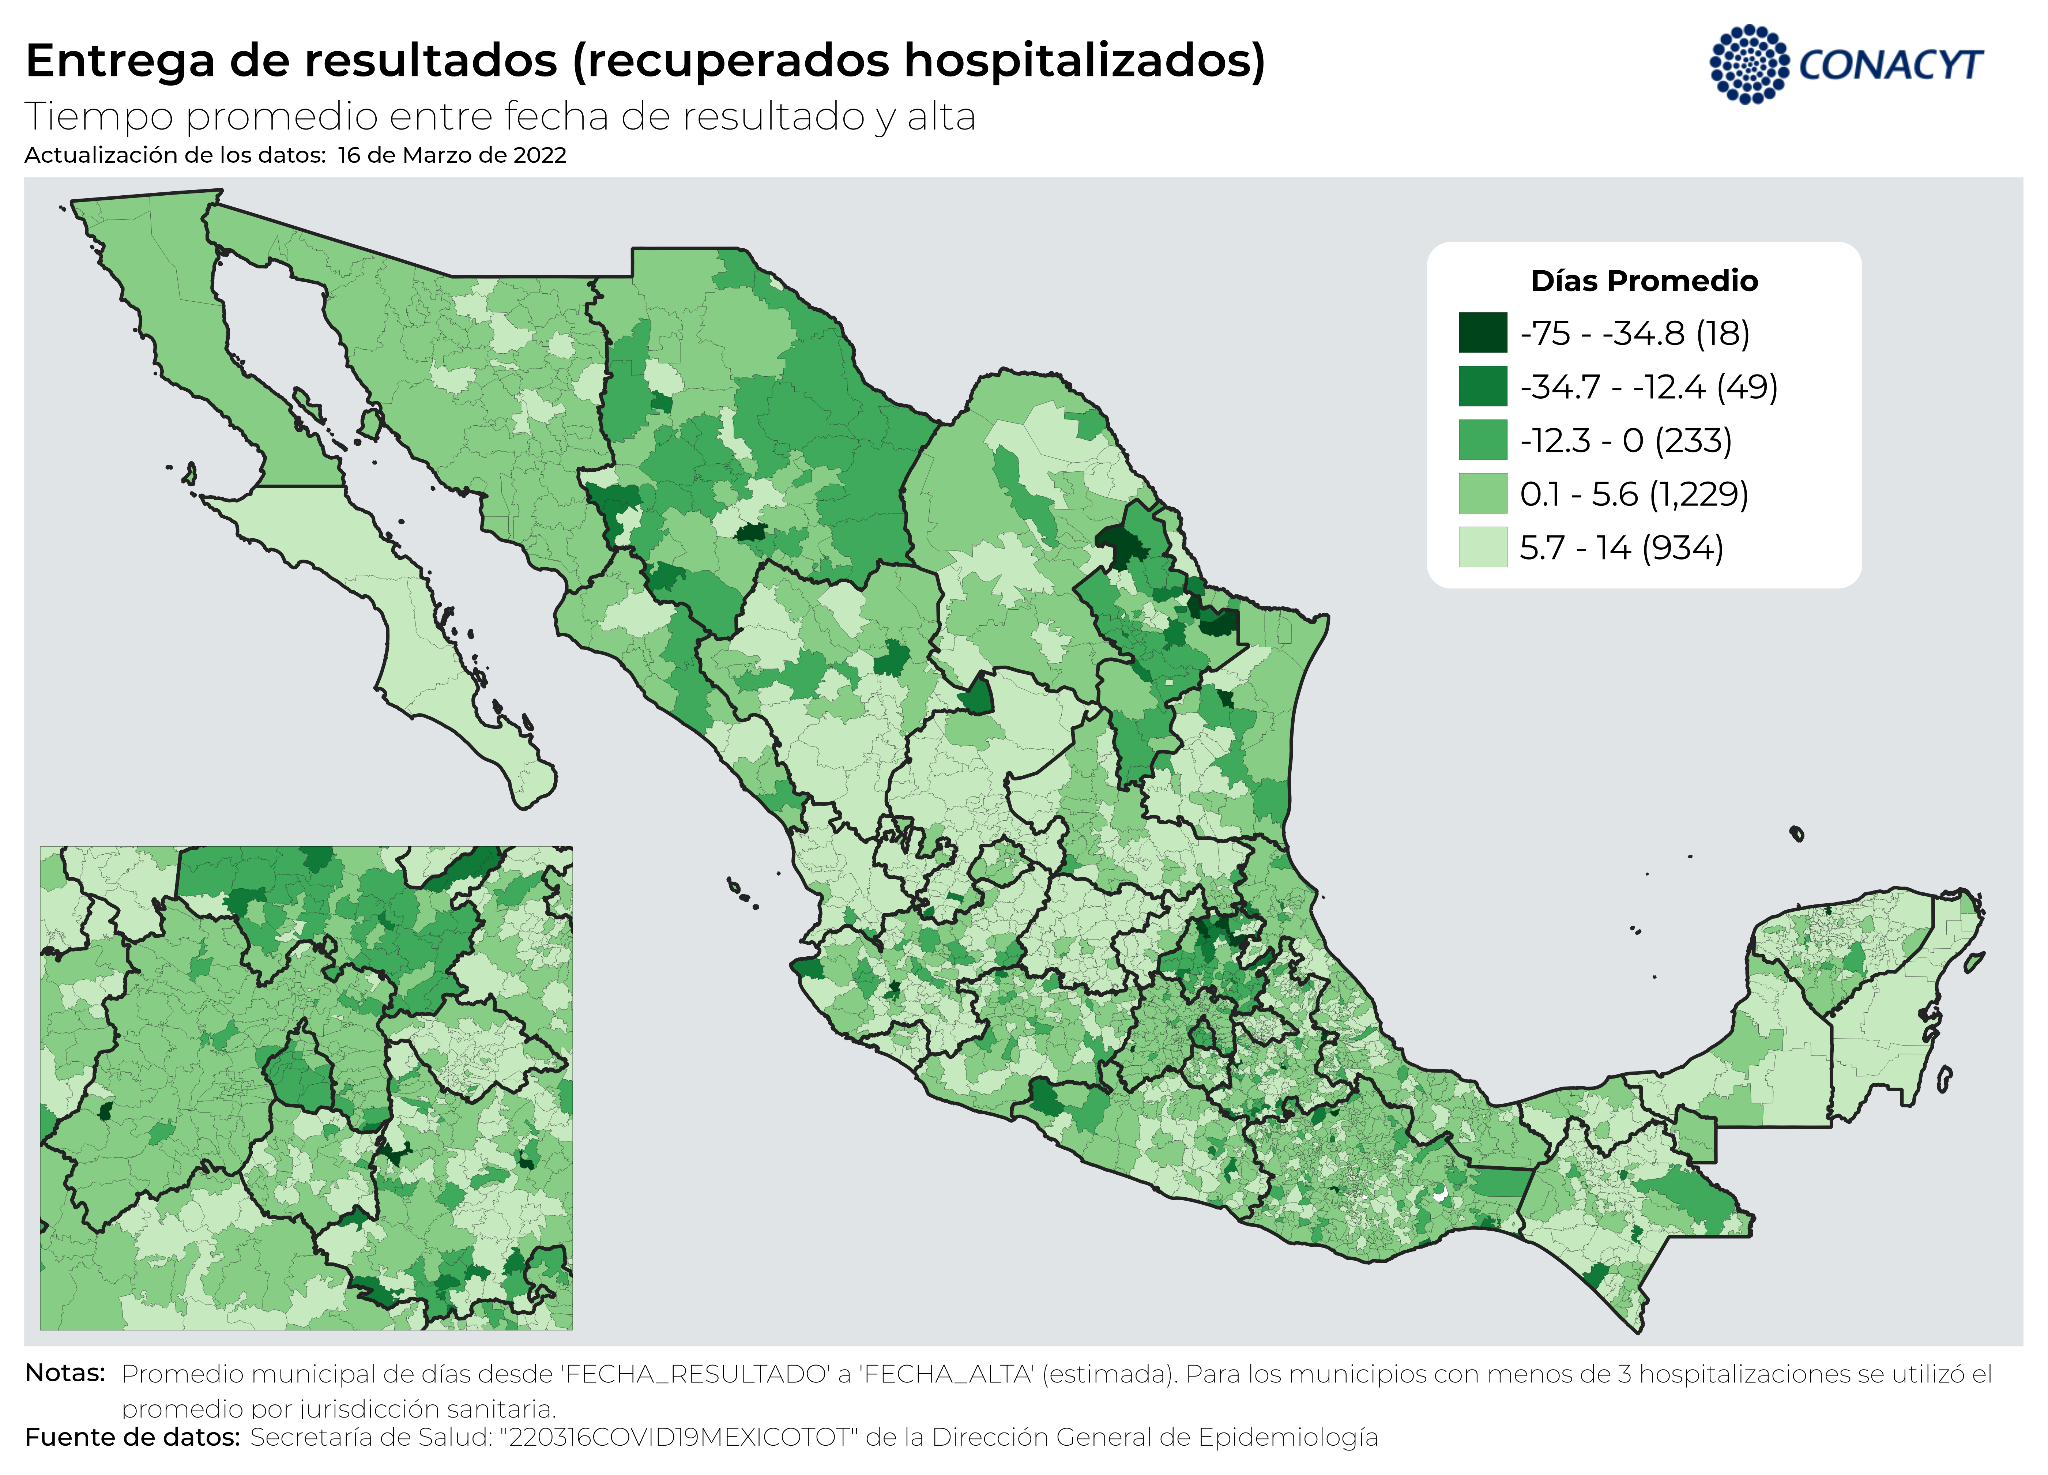 Entrega de resultados (recuperados hospitalizados)
CONACYT
Tiempo promedio entre fecha de resultado y alta
Actualización de los datos: 16 de Marzo de 2022
Días Promedio
-75 - -34.8 (18)
-34.7 - -12.4 (49)
-12.3 - 0 (233)
0.1 - 5.6 (1,229)
5.7 - 14 (934)
Notas: Promedio municipal de días desde 'FECHA_RESULTADO' a 'FECHA_ALTA' (estimada). Para los municipios con menos de 3 hospitalizaciones se utilizó el
promedio por jurisdicción sanitaria.
Fuente de datos: Secretaría de Salud: "220316COVID19MEXICOTOT" de la Dirección General de Epidemiología